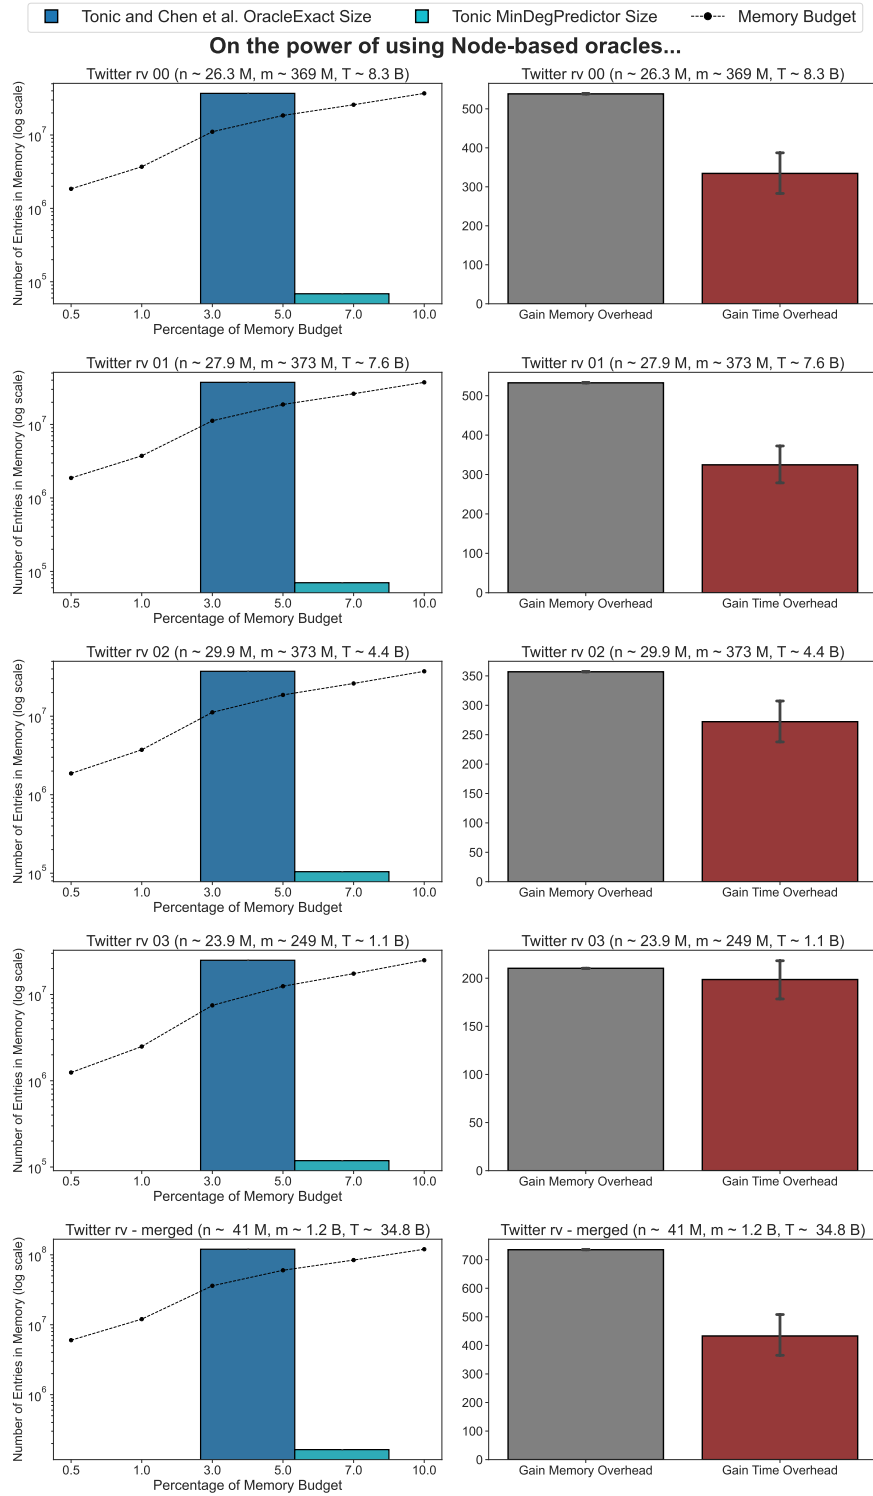 Tonic and Chen et al. OracleExact Size Tonic MinDegPredictor Size Memory Budget
On the power of using Node-based oracles...
Twitter rv 00 (n ~ 26.3 M, m ~ 369 M, T ~ 8.3 B)
Number of Entries in Memory (log scale)
10^7
10^6
10^5
0.5 1.0 3.0 5.0 7.0 10.0
Percentage of Memory Budget
Twitter rv 00 (n ~ 26.3 M, m ~ 369 M, T ~ 8.3 B)
500
400
300
200
100
0
Gain Memory Overhead Gain Time Overhead
Twitter rv 01 (n ~ 27.9 M, m ~ 373 M, T ~ 7.6 B)
Number of Entries in Memory (log scale)
10^7
10^6
10^5
0.5 1.0 3.0 5.0 7.0 10.0
Percentage of Memory Budget
Twitter rv 01 (n ~ 27.9 M, m ~ 373 M, T ~ 7.6 B)
500
400
300
200
100
0
Gain Memory Overhead Gain Time Overhead
Twitter rv 02 (n ~ 29.9 M, m ~ 373 M, T ~ 4.4 B)
Number of Entries in Memory (log scale)
10^7
10^6
10^5
0.5 1.0 3.0 5.0 7.0 10.0
Percentage of Memory Budget
Twitter rv 02 (n ~ 29.9 M, m ~ 373 M, T ~ 4.4 B)
350
300
250
200
150
100
50
0
Gain Memory Overhead Gain Time Overhead
Twitter rv 03 (n ~ 23.9 M, m ~ 249 M, T ~ 1.1 B)
Number of Entries in Memory (log scale)
10^7
10^6
10^5
0.5 1.0 3.0 5.0 7.0 10.0
Percentage of Memory Budget
Twitter rv 03 (n ~ 23.9 M, m ~ 249 M, T ~ 1.1 B)
200
150
100
50
0
Gain Memory Overhead Gain Time Overhead
Twitter rv - merged (n ~ 41 M, m ~ 1.2 B, T ~ 34.8 B)
Number of Entries in Memory (log scale)
10^8
10^7
10^6
0.5 1.0 3.0 5.0 7.0 10.0
Percentage of Memory Budget
Twitter rv - merged (n ~ 41 M, m ~ 1.2 B, T ~ 34.8 B)
700
600
500
400
300
200
100
0
Gain Memory Overhead Gain Time Overhead